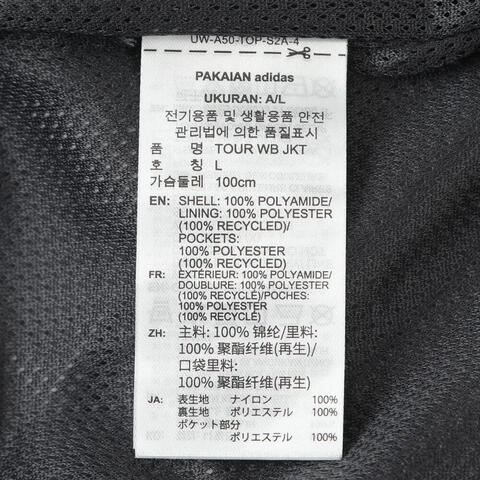 UW-A50-TOP-S2A-4
PAKAIAN adidas
UKURAN: A/L
전기용품 및 생활용품 안전
관리법에 의한 품질표시
품 명 TOUR WB JKT
호 칭 L
가슴둘레 100cm
EN: SHELL: 100% POLYAMIDE/
LINING: 100% POLYESTER
(100% RECYCLED)/
POCKETS:
100% POLYESTER
(100% RECYCLED)
FR: EXTÉRIEUR: 100% POLYAMIDE/
DOUBLURE: 100% POLYESTER
(100% RECYCLÉ)/POCHES:
100% POLYESTER
(100% RECYCLÉ)
ZH: 主料: 100% 锦纶/里料:
100% 聚酯纤维(再生)/
口袋里料:
100% 聚酯纤维(再生)
JA: 表生地 ナイロン 100%
裏生地 ポリエステル 100%
ポケット部分
ポリエステル 100%